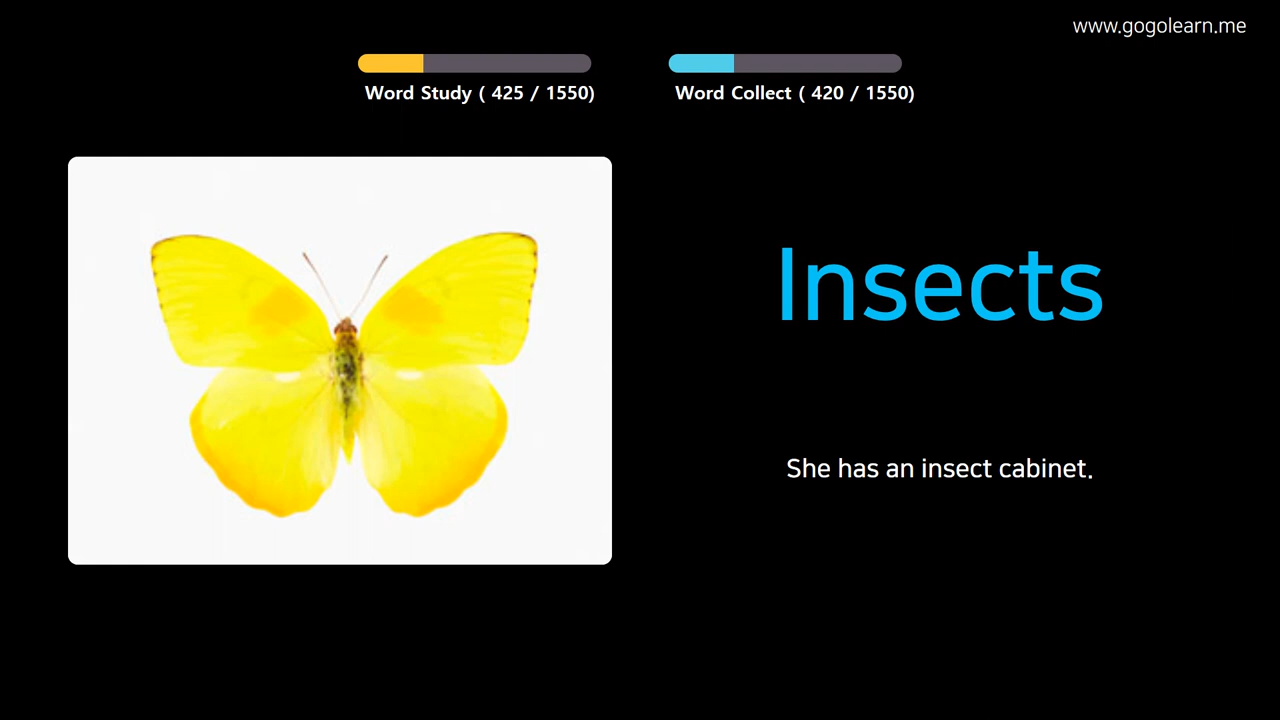 www.gogolearn.me
Word Study ( 425 / 1550)
Word Collect ( 420 / 1550)
Insects
She has an insect cabinet.